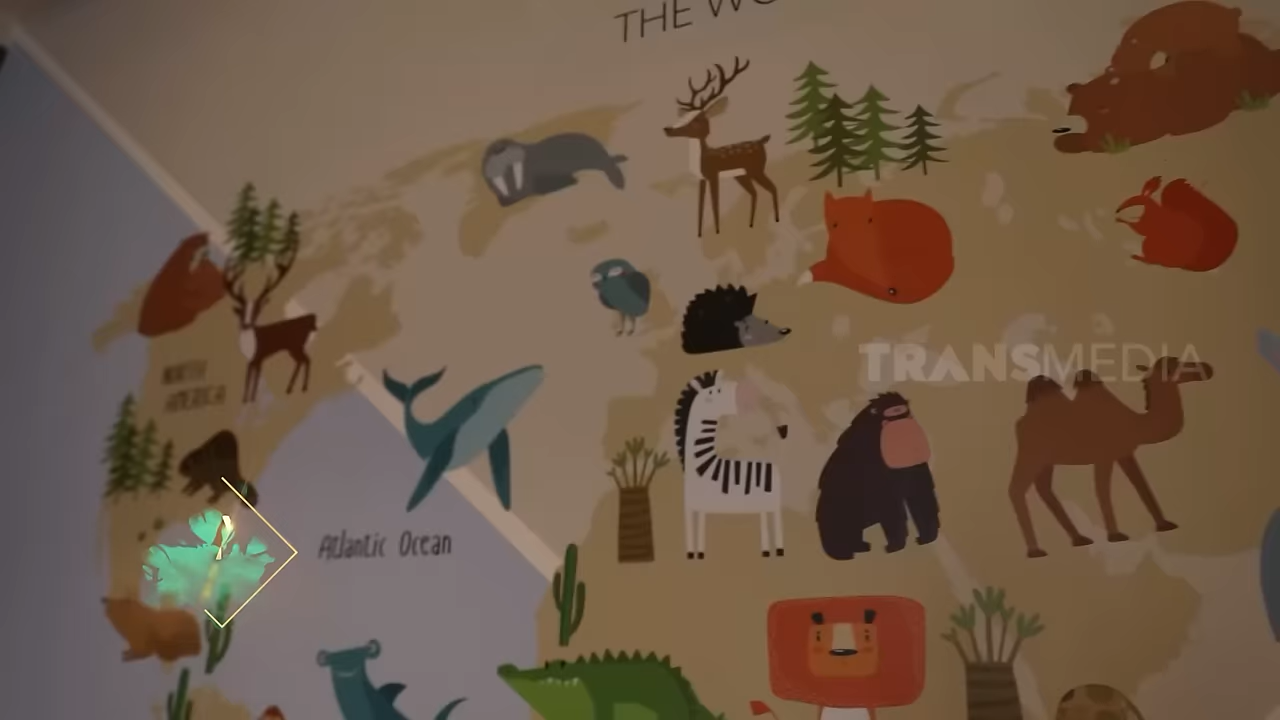 THE WO
TRANSMEDIA
NORTH
AMERICA
Atlantic Ocean